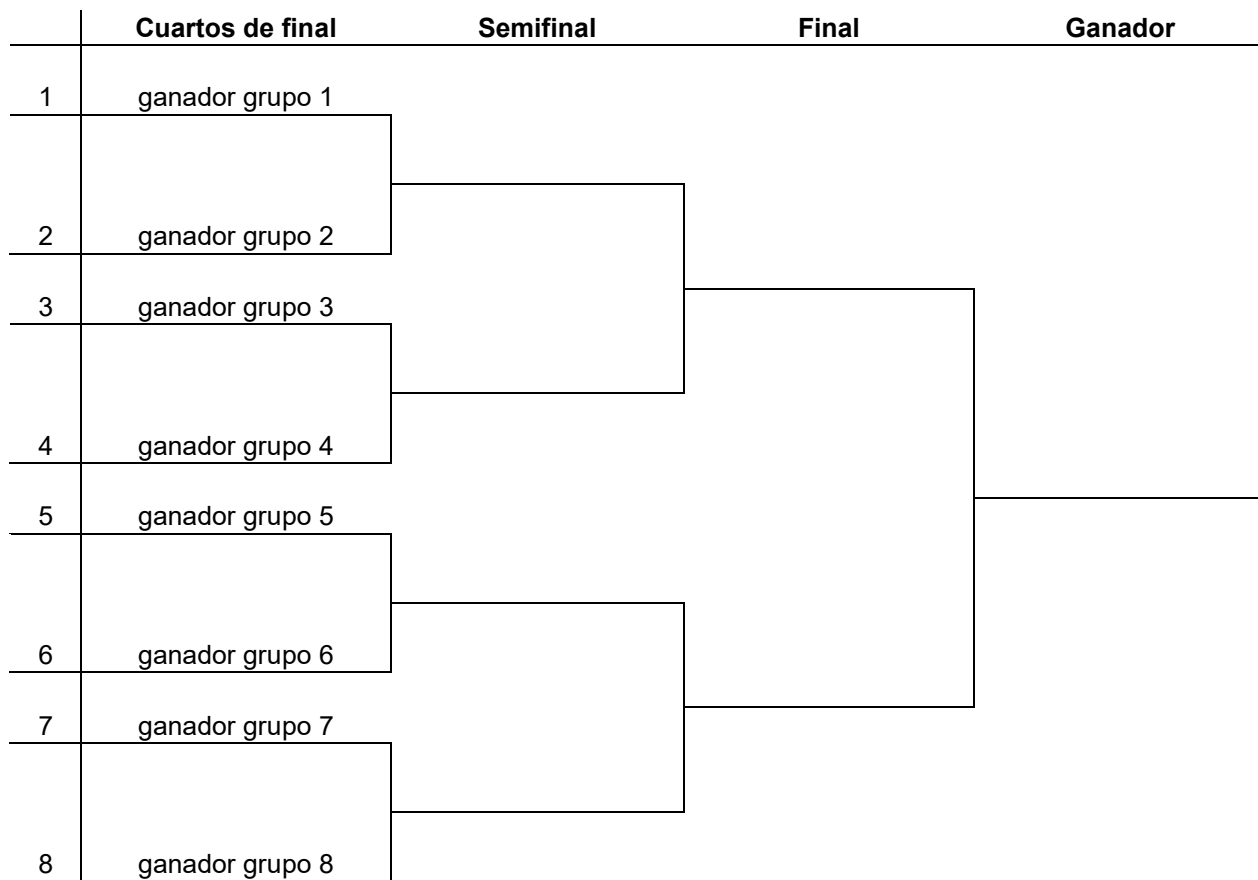 Cuartos de final Semifinal Final Ganador
1 ganador grupo 1
2 ganador grupo 2
3 ganador grupo 3
4 ganador grupo 4
5 ganador grupo 5
6 ganador grupo 6
7 ganador grupo 7
8 ganador grupo 8